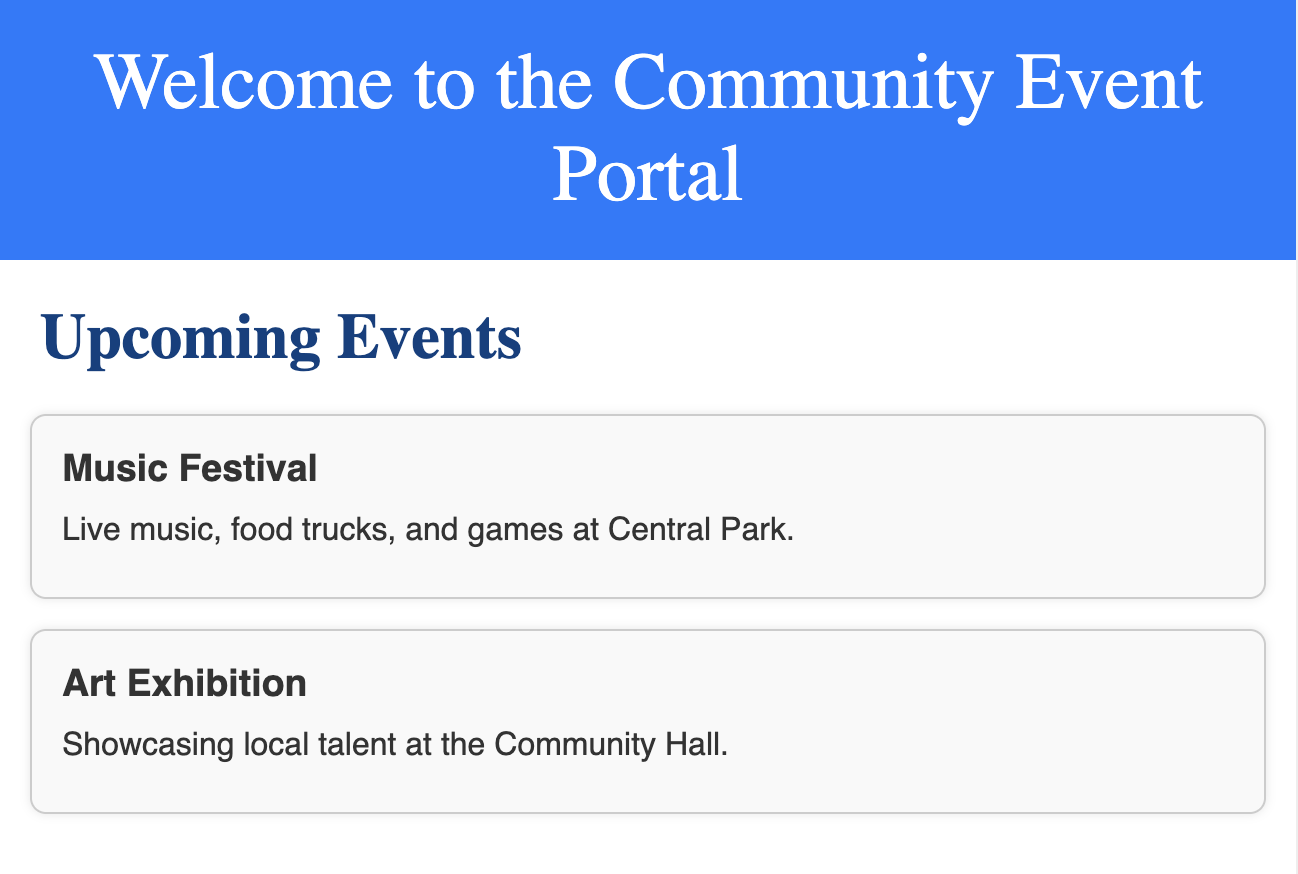 Welcome to the Community Event
Portal
Upcoming Events
Music Festival
Live music, food trucks, and games at Central Park.
Art Exhibition
Showcasing local talent at the Community Hall.